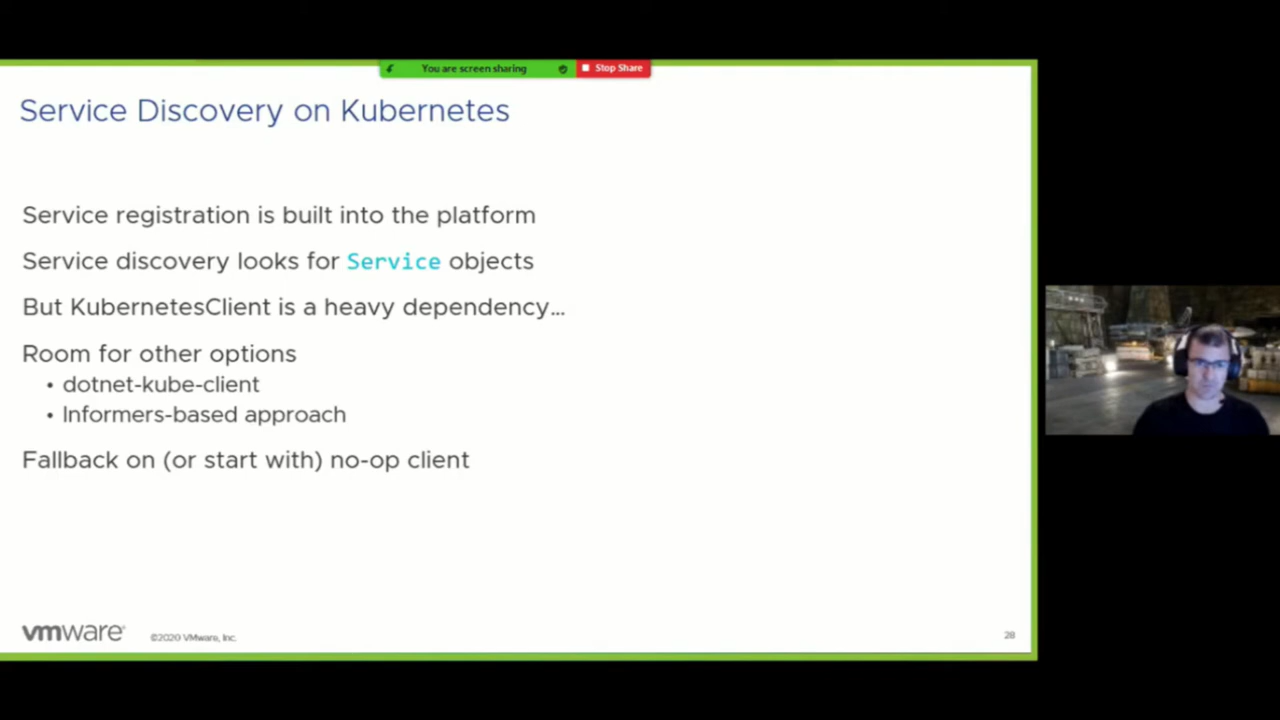 You are screen sharing
Stop Share
Service Discovery on Kubernetes
Service registration is built into the platform
Service discovery looks for Service objects
But KubernetesClient is a heavy dependency...
Room for other options
• dotnet-kube-client
• Informers-based approach
Fallback on (or start with) no-op client
vmware
©2020 VMware, Inc.
28